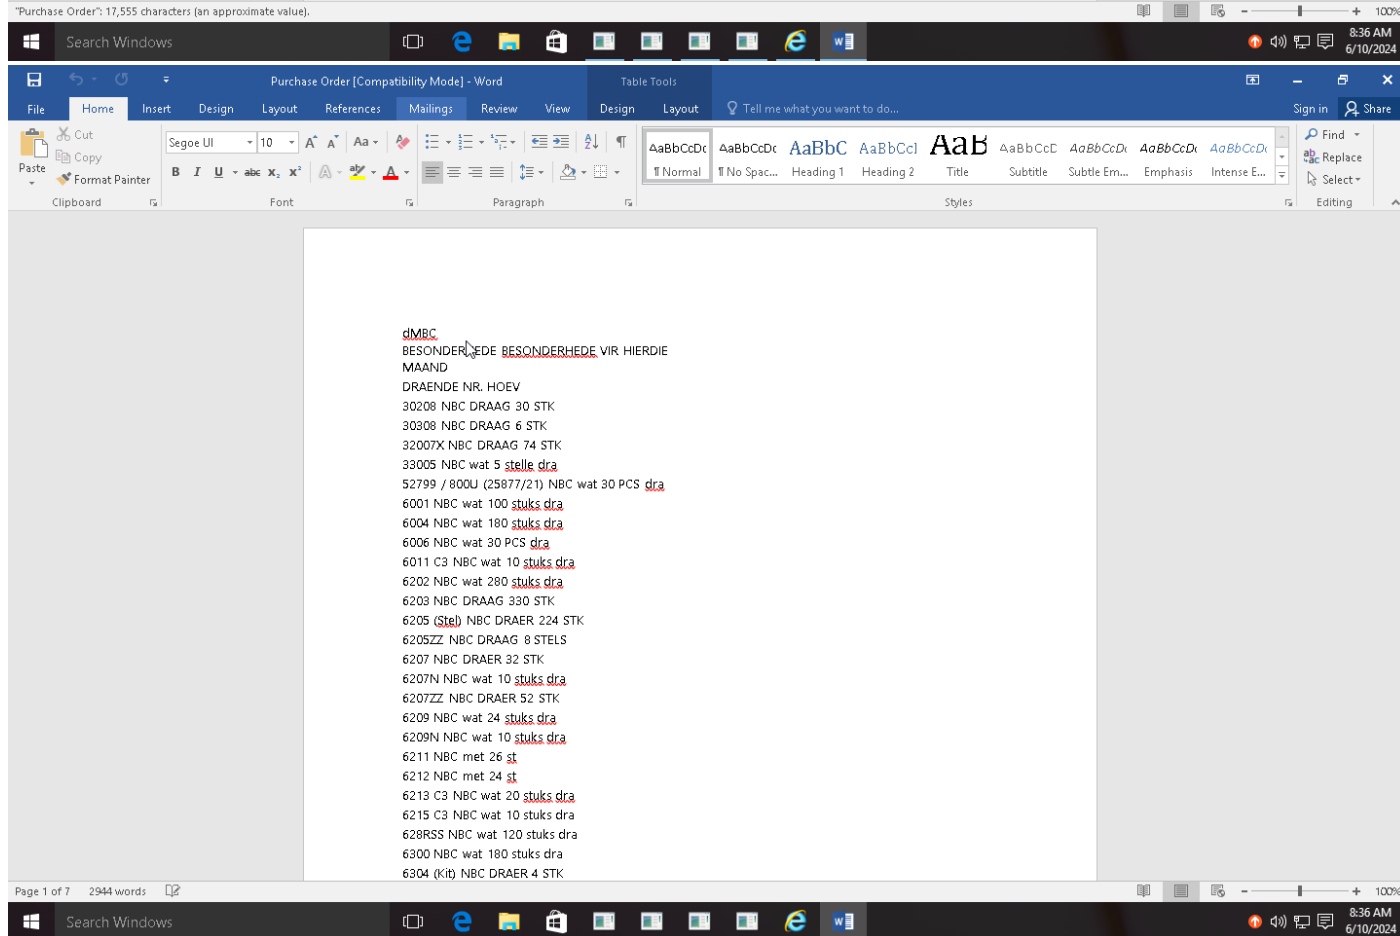 "Purchase Order": 17,555 characters (an approximate value).
100%
Search Windows
8:36 AM
6/10/2024
Purchase Order [Compatibility Mode] - Word
Table Tools
File Home Insert Design Layout References Mailings Review View Design Layout Tell me what you want to do... Sign in Share
Cut
Copy
Format Painter
Paste
Clipboard
Segoe UI 10
Font
Paragraph
AaBbCcDc AaBbCcDc AaBbC AaBbCcI AaB AaBbCcD AaBbCcDc AaBbCcDc AaBbCcDc
¶ Normal ¶ No Spac... Heading 1 Heading 2 Title Subtitle Subtle Em... Emphasis Intense E...
Styles
Find
Replace
Select
Editing
dMBC
BESONDERHEDE BESONDERHEDE VIR HIERDIE
MAAND
DRAENDE NR. HOEV
30208 NBC DRAAG 30 STK
30308 NBC DRAAG 6 STK
32007X NBC DRAAG 74 STK
33005 NBC wat 5 stelle dra
52799 / 800U (25877/21) NBC wat 30 PCS dra
6001 NBC wat 100 stuks dra
6004 NBC wat 180 stuks dra
6006 NBC wat 30 PCS dra
6011 C3 NBC wat 10 stuks dra
6202 NBC wat 280 stuks dra
6203 NBC DRAAG 330 STK
6205 (Stel) NBC DRAER 224 STK
6205ZZ NBC DRAAG 8 STELS
6207 NBC DRAER 32 STK
6207N NBC wat 10 stuks dra
6207ZZ NBC DRAER 52 STK
6209 NBC wat 24 stuks dra
6209N NBC wat 10 stuks dra
6211 NBC met 26 st
6212 NBC met 24 st
6213 C3 NBC wat 20 stuks dra
6215 C3 NBC wat 10 stuks dra
628RSS NBC wat 120 stuks dra
6300 NBC wat 180 stuks dra
6304 (Kit) NBC DRAER 4 STK
Page 1 of 7 2944 words
100%
Search Windows
8:36 AM
6/10/2024